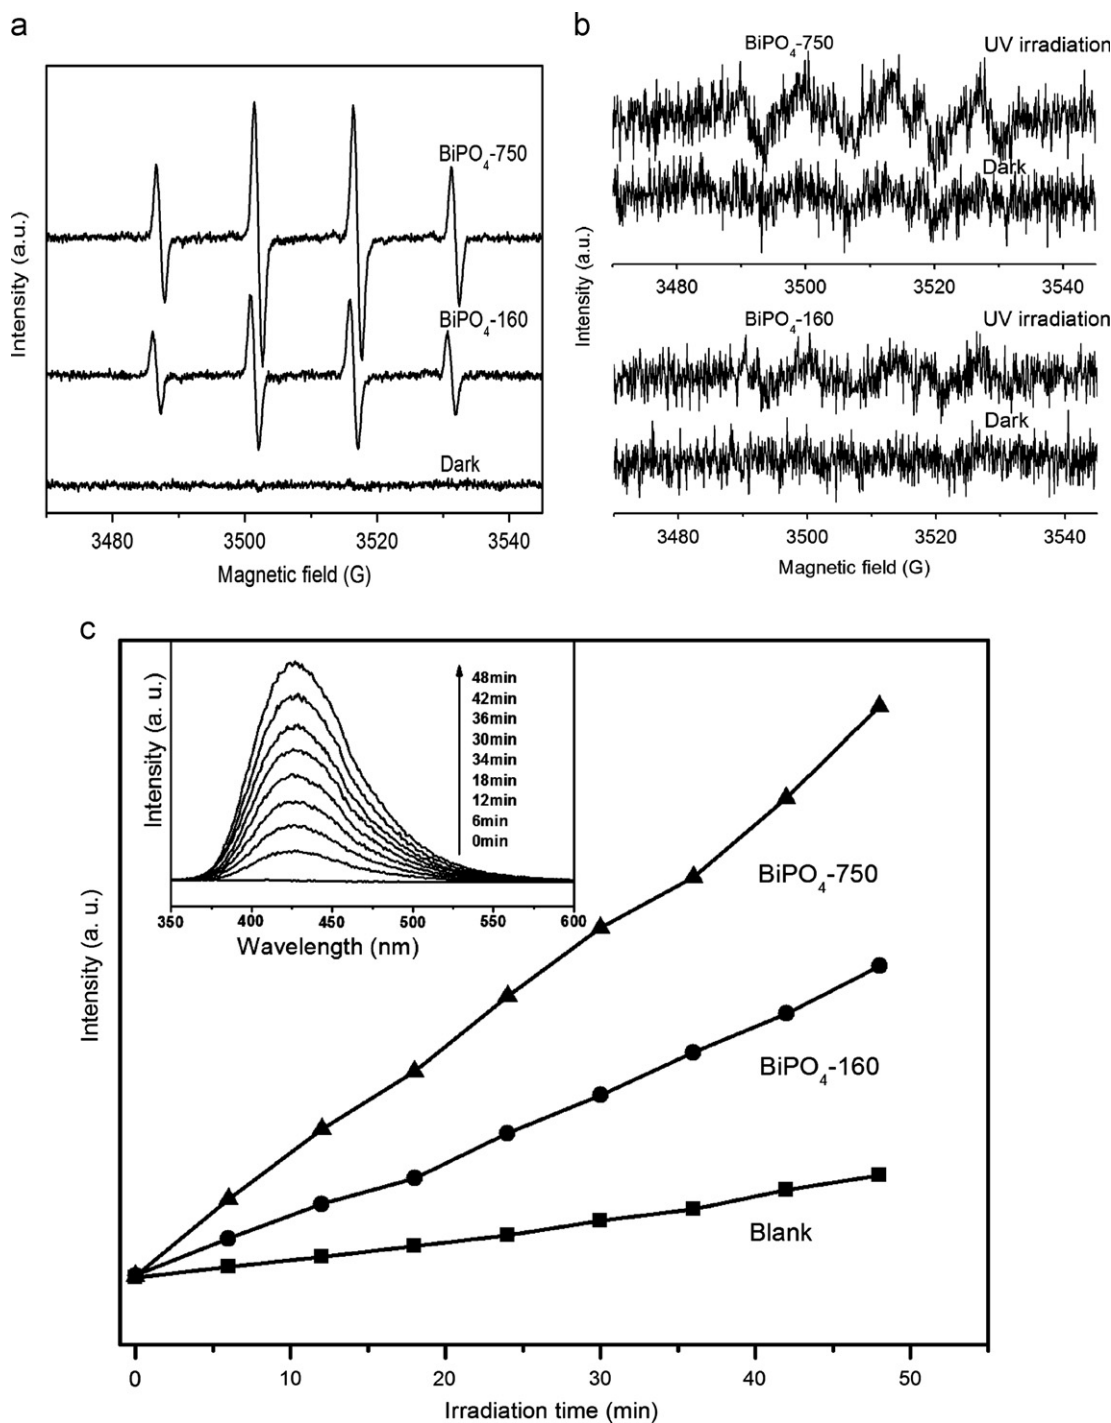 a
BiPO4-750
BiPO4-160
Dark
Intensity (a.u.)
3480 3500 3520 3540
Magnetic field (G)
b
BiPO4-750 UV irradiation
Dark
3480 3500 3520 3540
BiPO4-160 UV irradiation
Dark
Intensity (a.u.)
3480 3500 3520 3540
Magnetic field (G)
c
48min
42min
36min
30min
34min
18min
12min
6min
0min
Intensity (a. u.)
350 400 450 500 550 600
Wavelength (nm)
BiPO4-750
BiPO4-160
Blank
Intensity (a. u.)
0 10 20 30 40 50
Irradiation time (min)